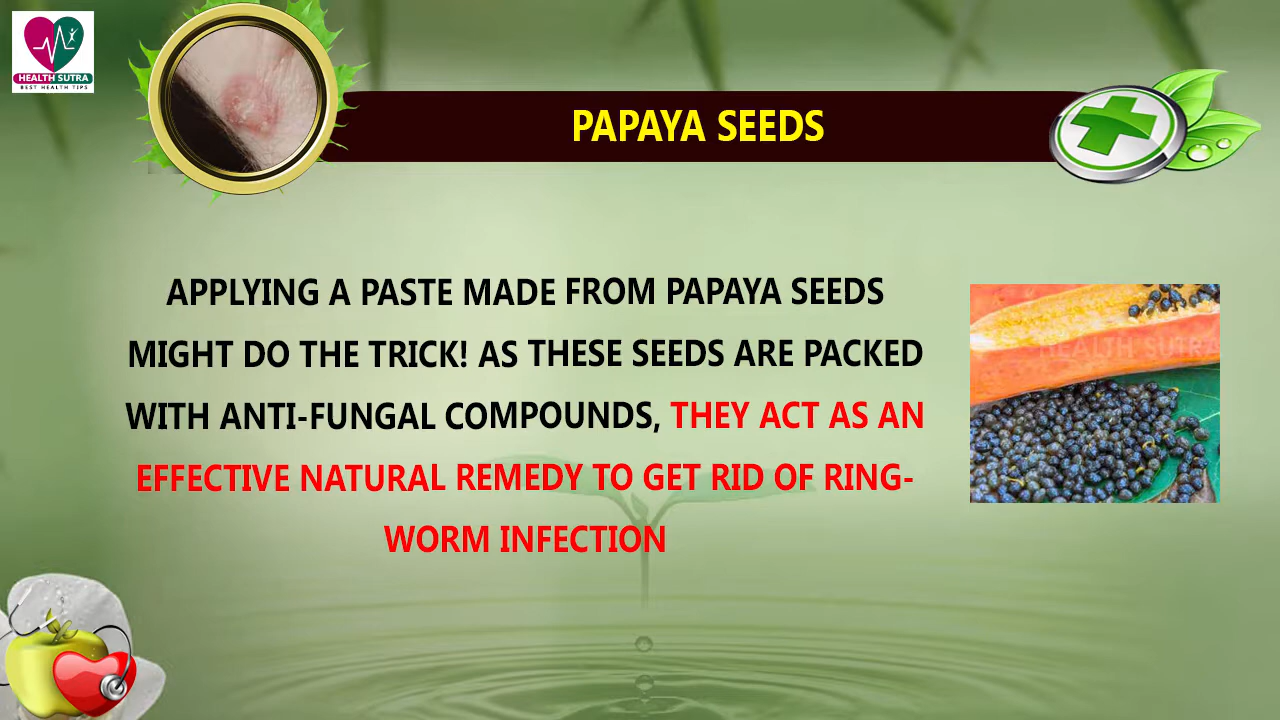 HEALTH SUTRA
BEST HEALTH TIPS
PAPAYA SEEDS
APPLYING A PASTE MADE FROM PAPAYA SEEDS
MIGHT DO THE TRICK! AS THESE SEEDS ARE PACKED
WITH ANTI-FUNGAL COMPOUNDS, THEY ACT AS AN
EFFECTIVE NATURAL REMEDY TO GET RID OF RING-
WORM INFECTION
HEALTH SUTRA